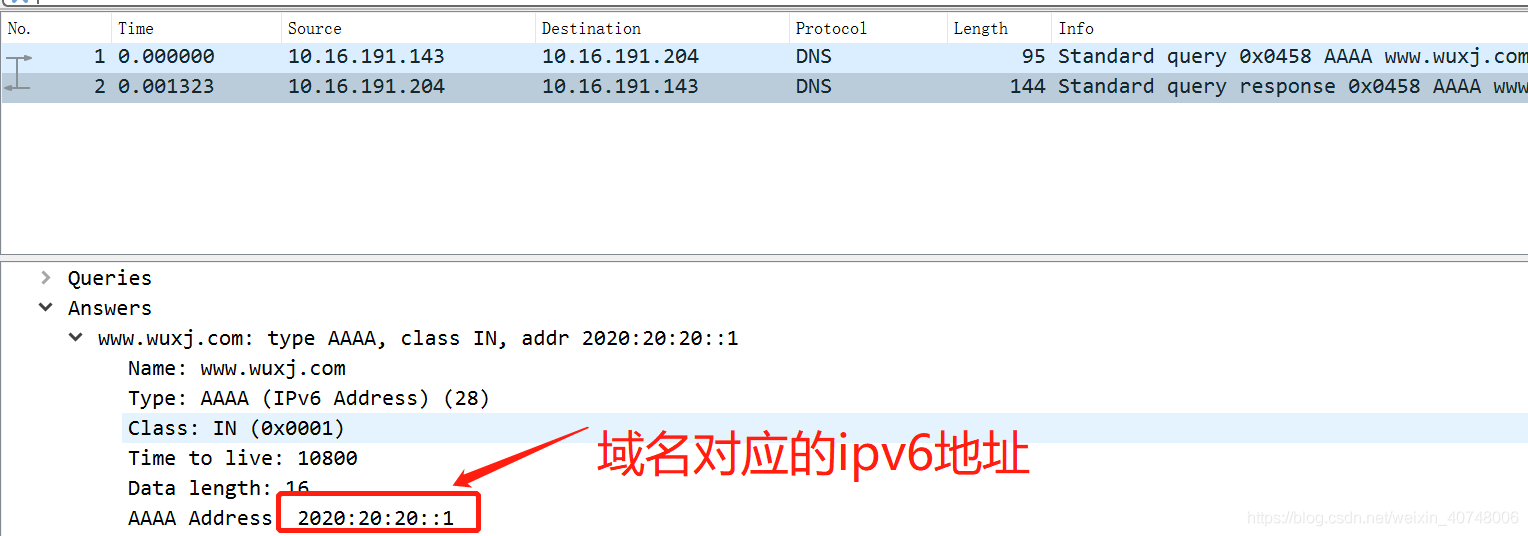 No. Time Source Destination Protocol Length Info
1 0.000000 10.16.191.143 10.16.191.204 DNS 95 Standard query 0x0458 AAAA www.wuxj.com
2 0.001323 10.16.191.204 10.16.191.143 DNS 144 Standard query response 0x0458 AAAA www
Queries
Answers
www.wuxj.com: type AAAA, class IN, addr 2020:20:20::1
Name: www.wuxj.com
Type: AAAA (IPv6 Address) (28)
Class: IN (0x0001)
域名对应的ipv6地址
Time to live: 10800
Data length: 16
AAAA Address 2020:20:20::1
https://blog.csdn.net/weixin_40748006